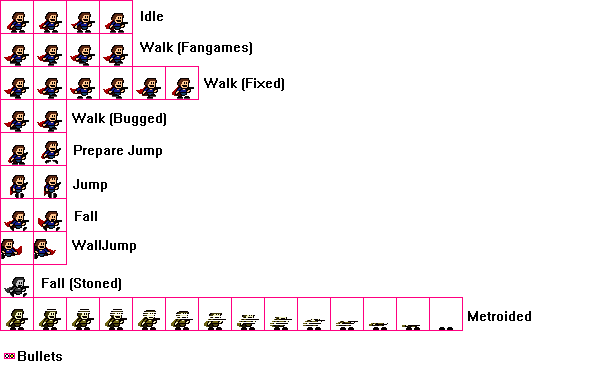 Idle
Walk (Fangames)
Walk (Fixed)
Walk (Bugged)
Prepare Jump
Jump
Fall
WallJump
Fall (Stoned)
Metroided
Bullets